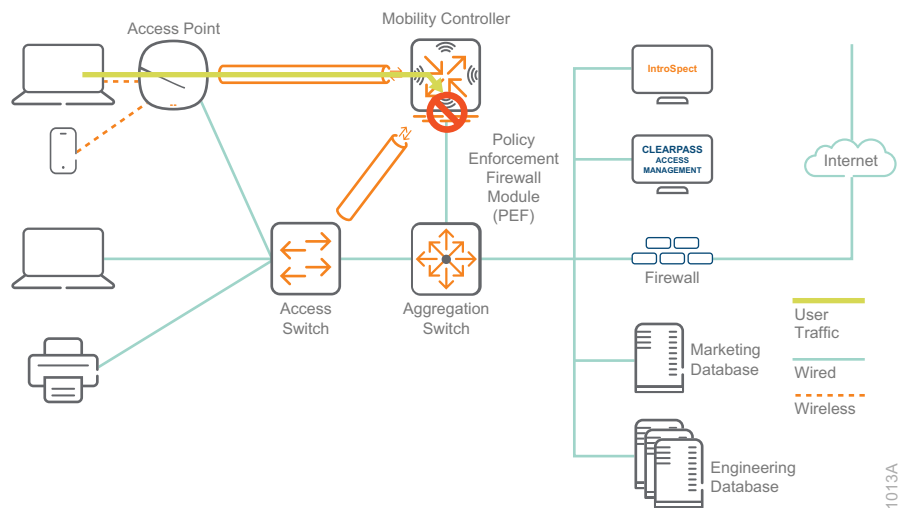 Access Point
Mobility Controller
IntroSpect
CLEARPASS
ACCESS
MANAGEMENT
Internet
Policy
Enforcement
Firewall
Module
(PEF)
Access
Switch
Aggregation
Switch
Firewall
User
Traffic
Wired
Wireless
Marketing
Database
Engineering
Database
1013A